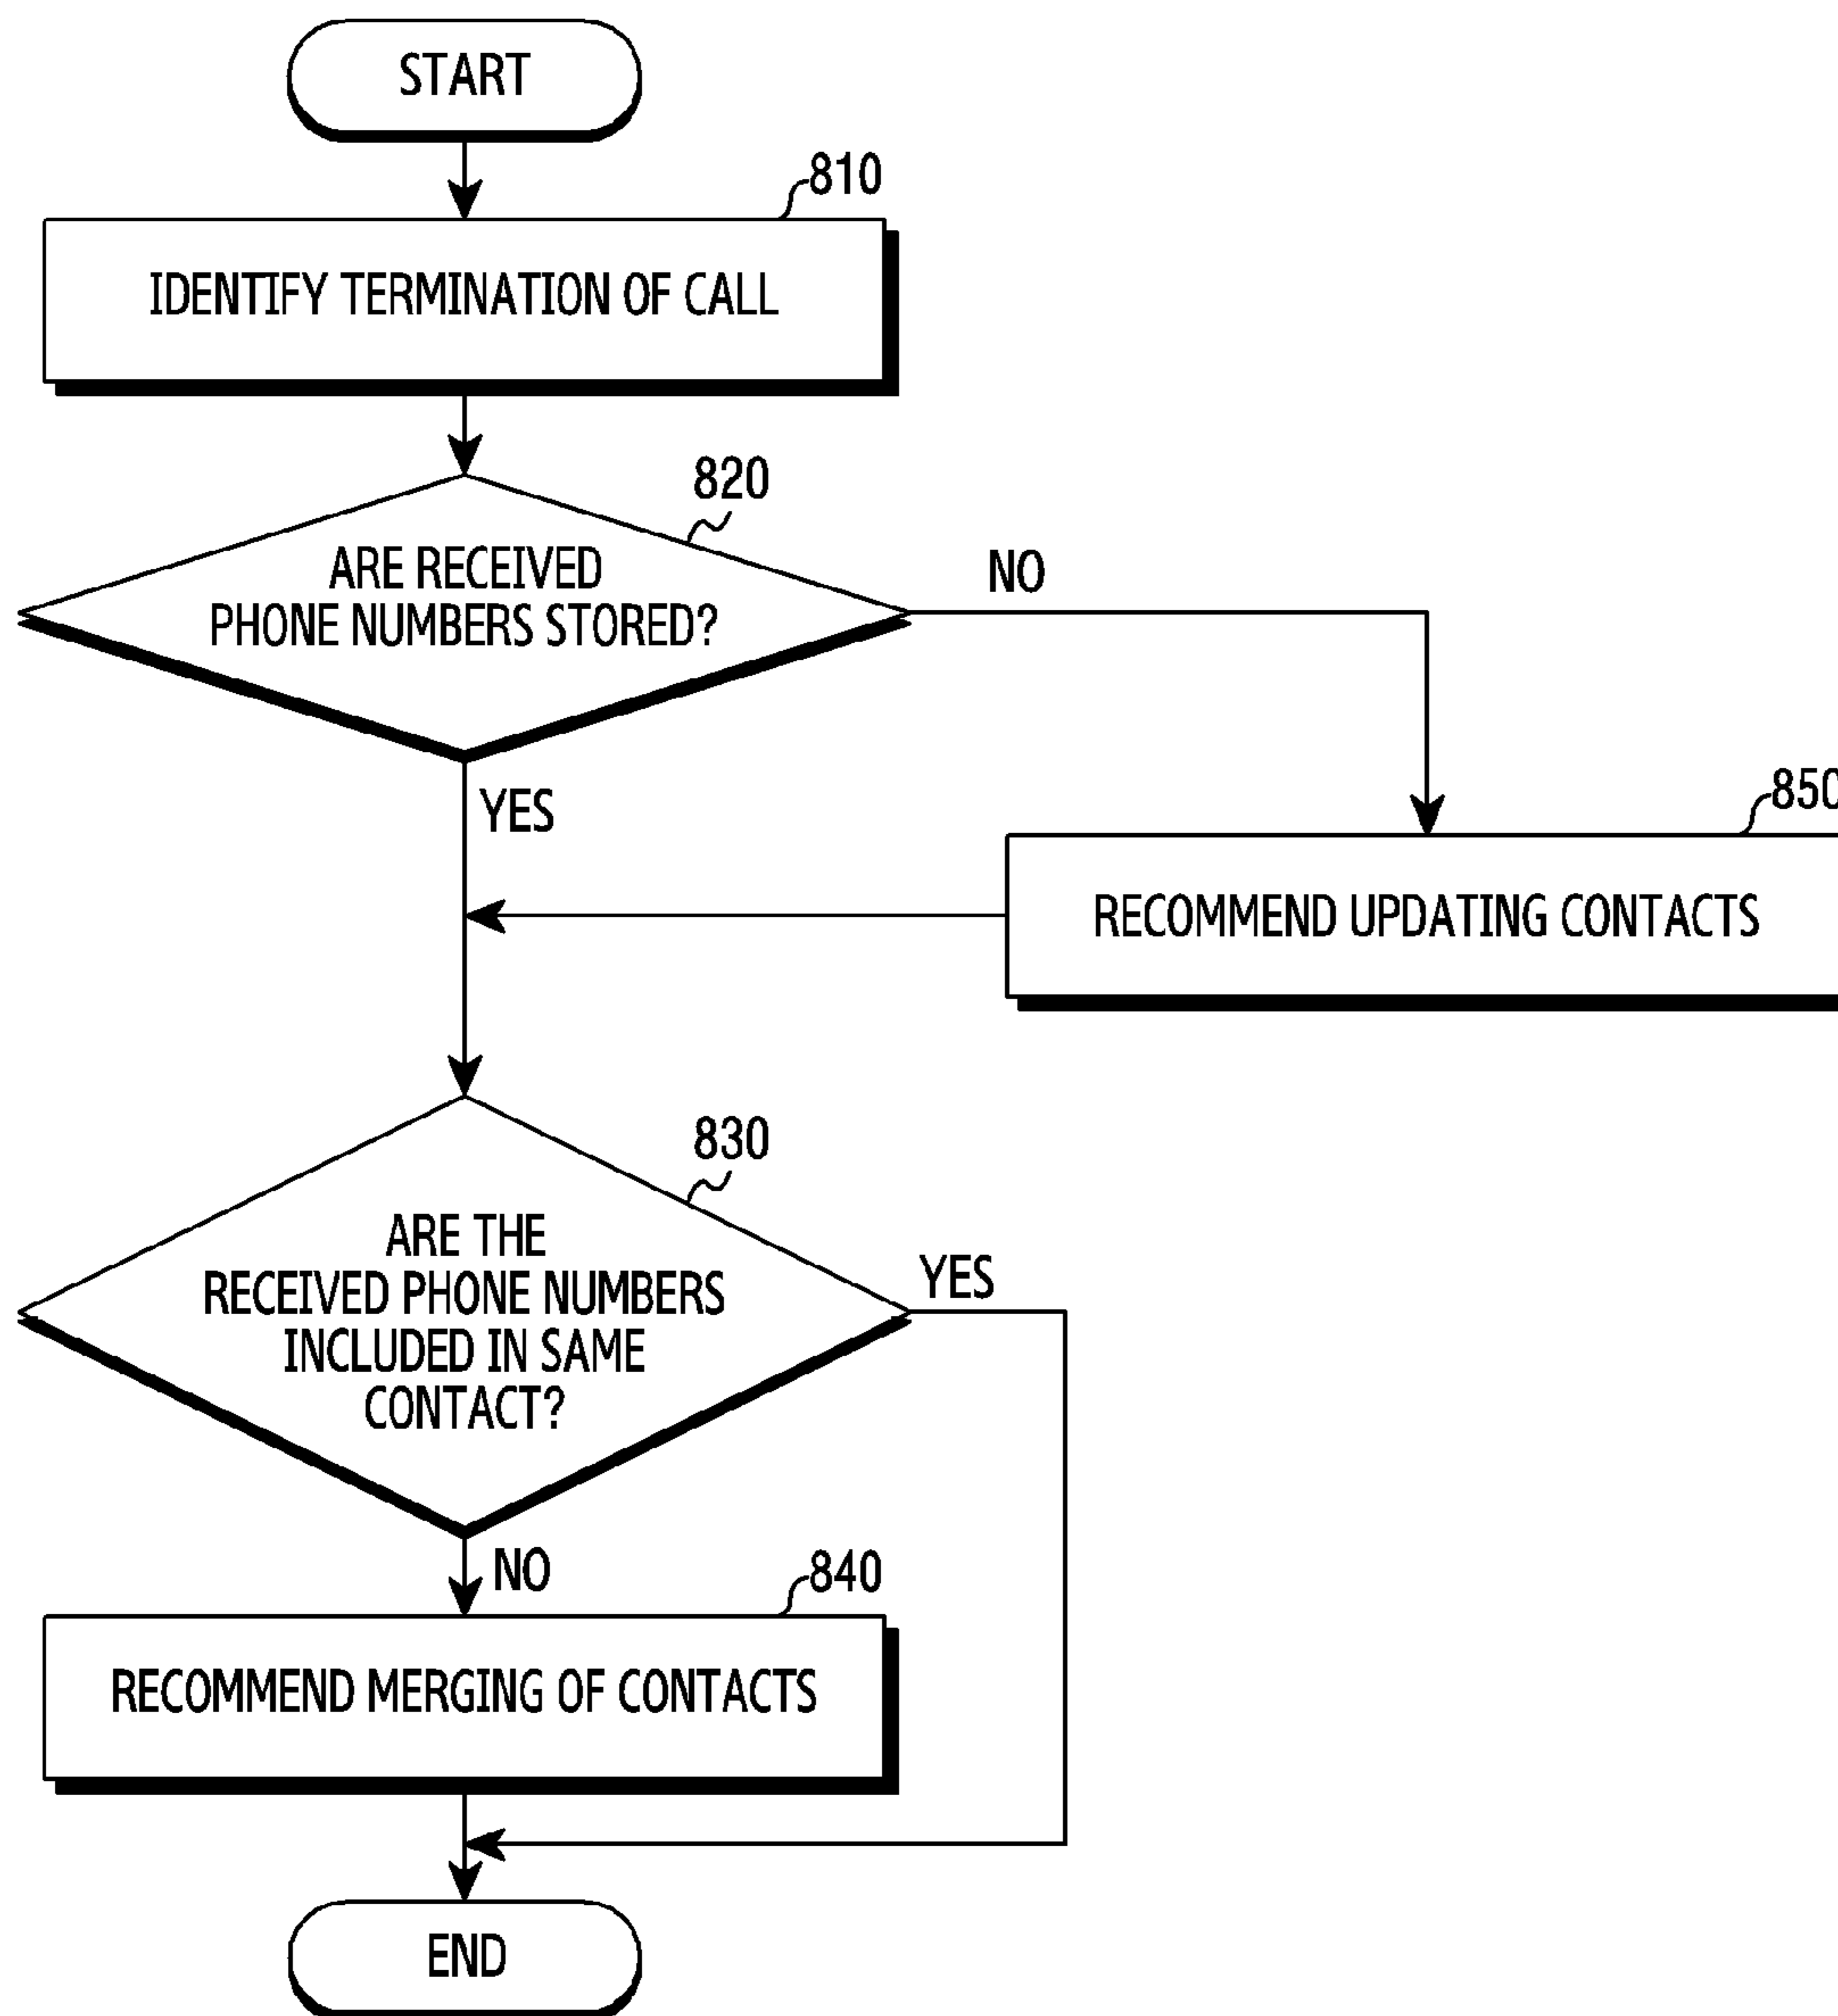 START
810
IDENTIFY TERMINATION OF CALL
820
ARE RECEIVED
PHONE NUMBERS STORED?
NO
YES
850
RECOMMEND UPDATING CONTACTS
830
ARE THE
RECEIVED PHONE NUMBERS
INCLUDED IN SAME
CONTACT?
YES
NO
840
RECOMMEND MERGING OF CONTACTS
END